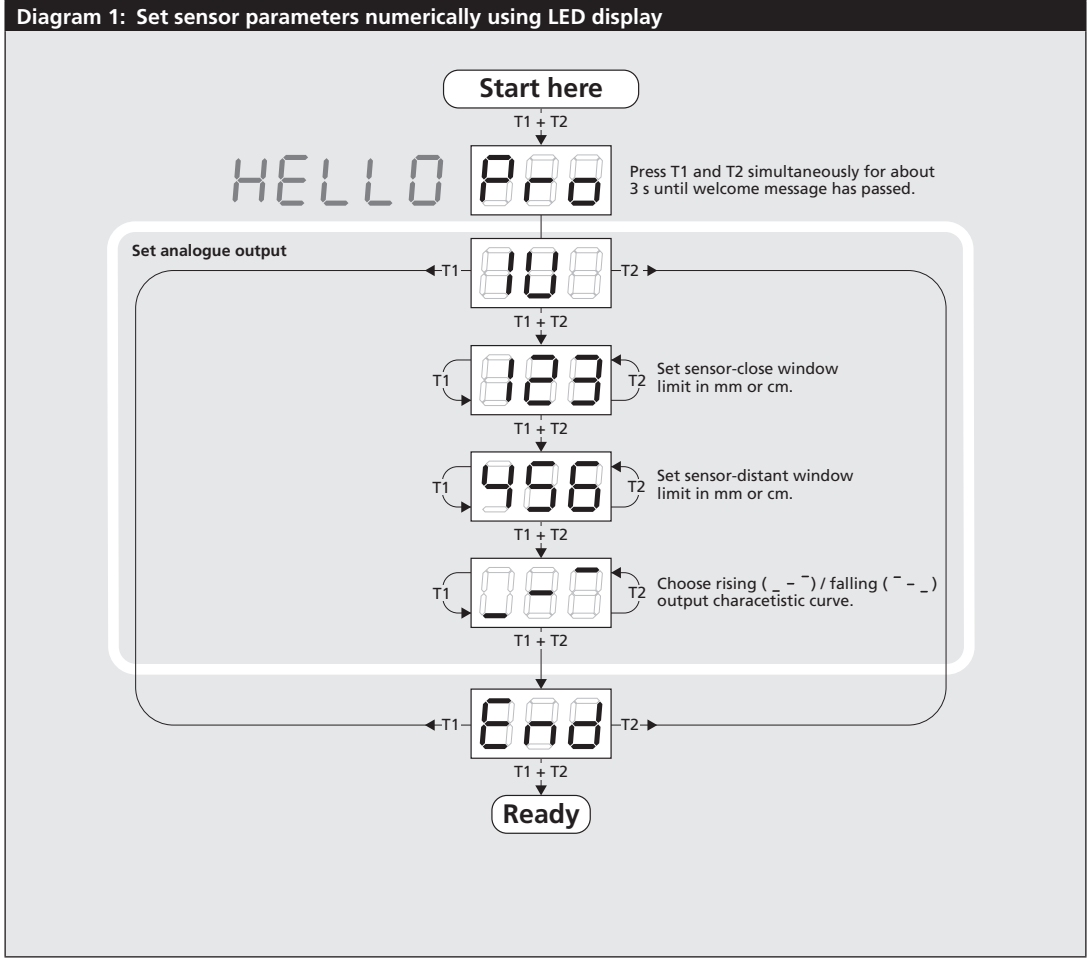 Diagram 1: Set sensor parameters numerically using LED display
Start here
T1 + T2
HELLO Pro
Press T1 and T2 simultaneously for about
3 s until welcome message has passed.
Set analogue output
T1 1U T2
T1 + T2
T1 123 T2
Set sensor-close window
limit in mm or cm.
T1 + T2
T1 456 T2
Set sensor-distant window
limit in mm or cm.
T1 + T2
T1 _ - ¯ T2
Choose rising ( _ – ¯ ) / falling ( ¯ – _ )
output characetistic curve.
T1 + T2
T1 End T2
T1 + T2
Ready